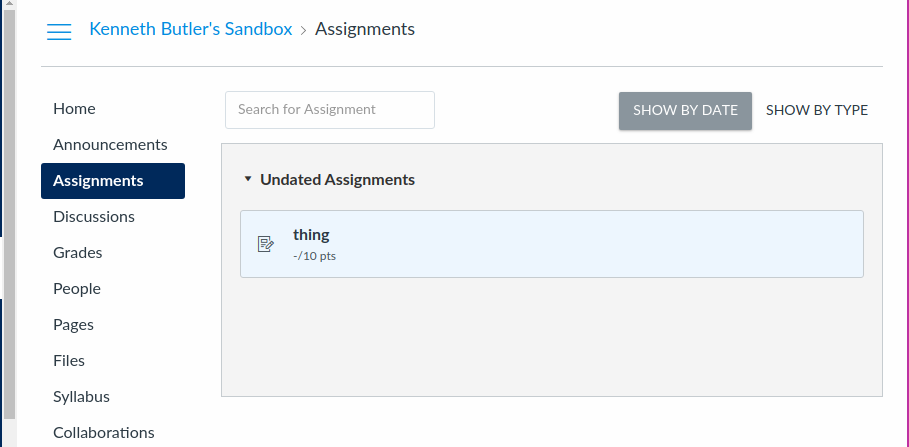 Kenneth Butler's Sandbox › Assignments
Home
Search for Assignment
SHOW BY DATE
SHOW BY TYPE
Announcements
Assignments
Discussions
Grades
People
Pages
Files
Syllabus
Collaborations
Undated Assignments
thing
-/10 pts